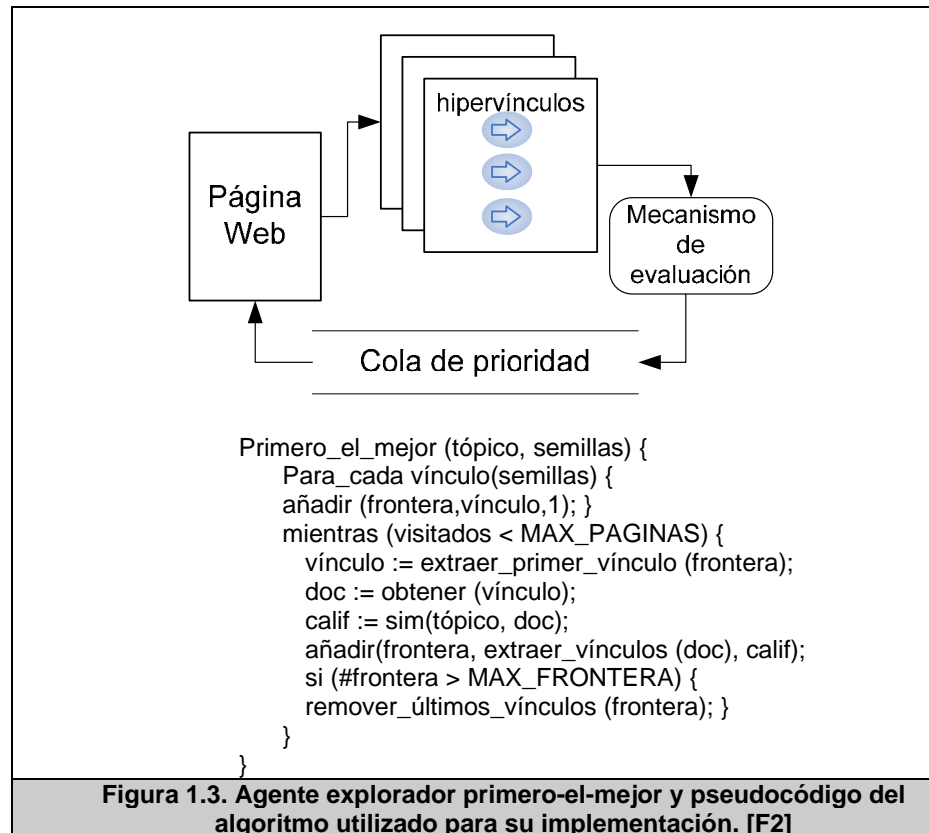 hipervínculos
Página
Web
Mecanismo
de
evaluación
Cola de prioridad
Primero_el_mejor (tópico, semillas) {
Para_cada vínculo(semillas) {
añadir (frontera,vínculo,1); }
mientras (visitados < MAX_PAGINAS) {
vínculo := extraer_primer_vínculo (frontera);
doc := obtener (vínculo);
calif := sim(tópico, doc);
añadir(frontera, extraer_vínculos (doc), calif);
si (#frontera > MAX_FRONTERA) {
remover_últimos_vínculos (frontera); }
}
}
Figura 1.3. Agente explorador primero-el-mejor y pseudocódigo del
algoritmo utilizado para su implementación. [F2]